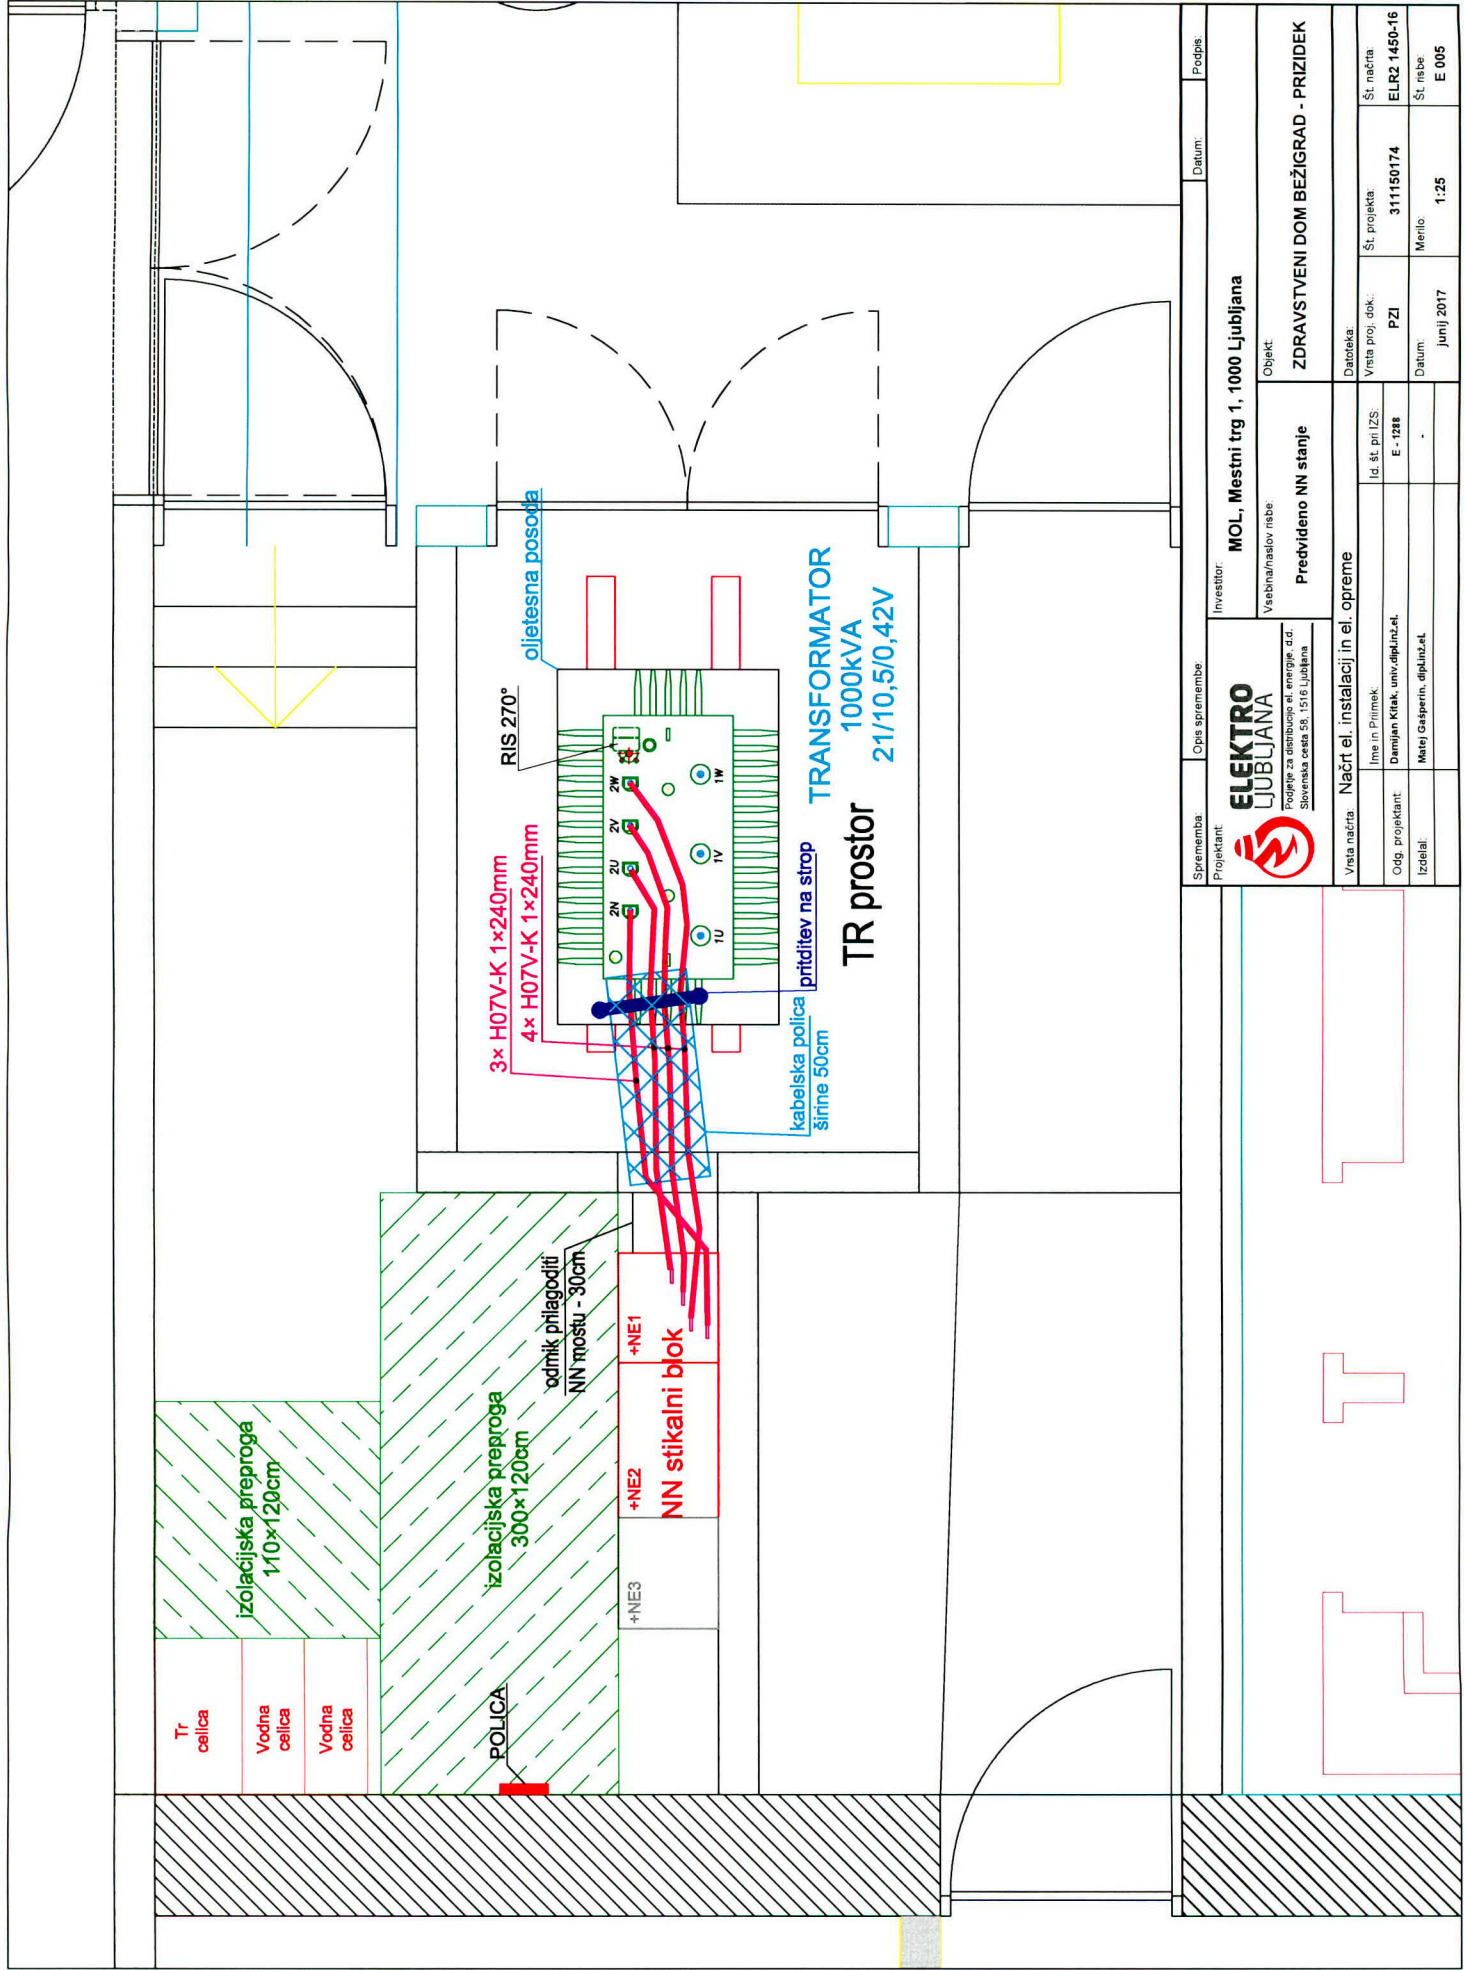 Tr
celica
Vodna
celica
Vodna
celica
izolacijska preproga
110×120cm
izolacijska preproga
300×120cm
POLICA
odmik prilagoditi
NN mostu - 30cm
+NE3
+NE2
+NE1
NN stikalni blok
3× H07V-K 1×240mm
4× H07V-K 1×240mm
RIS 270°
oljetesna posoda
2N
2U
2V
2W
1U
1V
1W
kabelska polica
širine 50cm
pritditev na strop
TRANSFORMATOR
1000kVA
21/10,5/0,42V
TR prostor
Sprememba:
Opis spremembe:
Datum:
Podpis:
Projektant:
ELEKTRO
LJUBLJANA
Podjetje za distribucijo el. energije, d.d.
Slovenska cesta 58, 1516 Ljubljana
Investitor:
MOL, Mestni trg 1, 1000 Ljubljana
Vsebina/naslov risbe:
Predvideno NN stanje
Objekt:
ZDRAVSTVENI DOM BEŽIGRAD - PRIZIDEK
Vrsta načrta:
Načrt el. instalacij in el. opreme
Datoteka:
Ime in Priimek:
Id. št. pri IZS:
Vrsta proj. dok.:
PZI
Št. projekta:
311150174
Št. načrta:
ELR2 1450-16
Odg. projektant:
Damijan Kitak, univ.dipl.inž.el.
E - 1288
Izdelal:
Matej Gašperin, dipl.inž.el.
-
Datum:
junij 2017
Merilo:
1:25
Št. risbe:
E 005